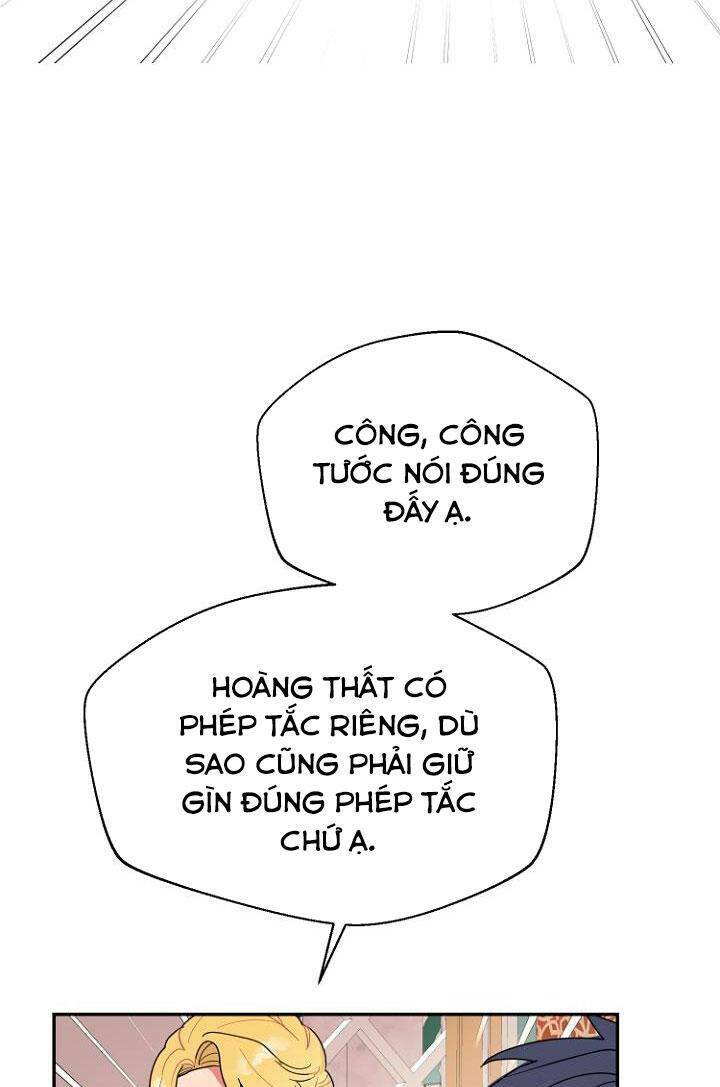 CÔNG, CÔNG
TƯỚC NÓI ĐÚNG
ĐẤY Ạ.
HOÀNG THẤT CÓ
PHÉP TẮC RIÊNG, DÙ
SAO CŨNG PHẢI GIỮ
GÌN ĐÚNG PHÉP TẮC
CHỨ Ạ.